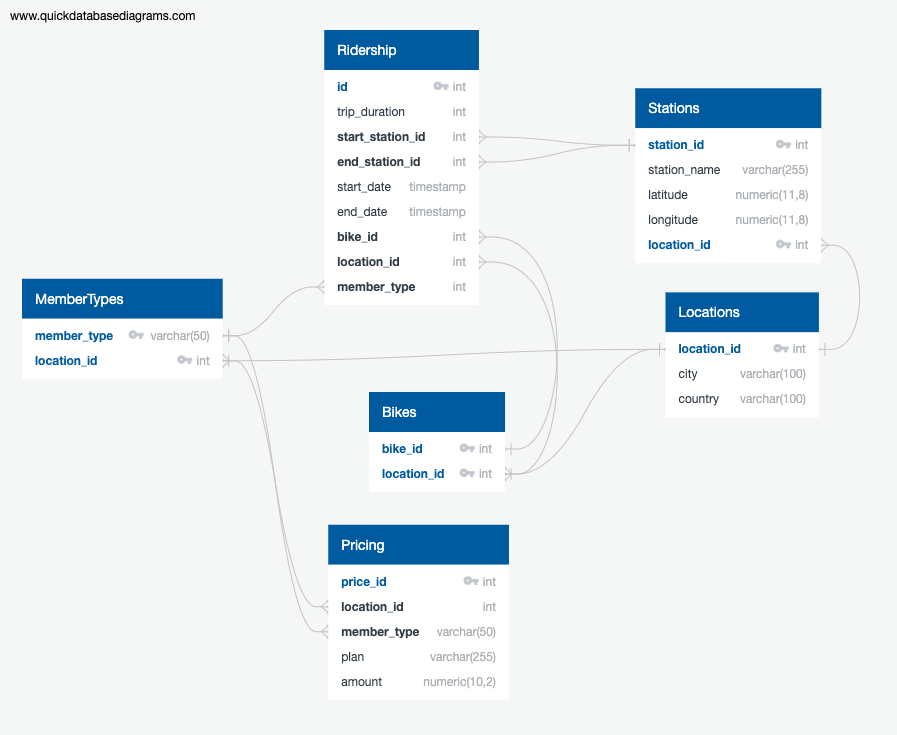 www.quickdatabasediagrams.com
Ridership
id int
trip_duration int
start_station_id int
end_station_id int
start_date timestamp
end_date timestamp
bike_id int
location_id int
member_type int
Stations
station_id int
station_name varchar(255)
latitude numeric(11,8)
longitude numeric(11,8)
location_id int
MemberTypes
member_type varchar(50)
location_id int
Locations
location_id int
city varchar(100)
country varchar(100)
Bikes
bike_id int
location_id int
Pricing
price_id int
location_id int
member_type varchar(50)
plan varchar(255)
amount numeric(10,2)